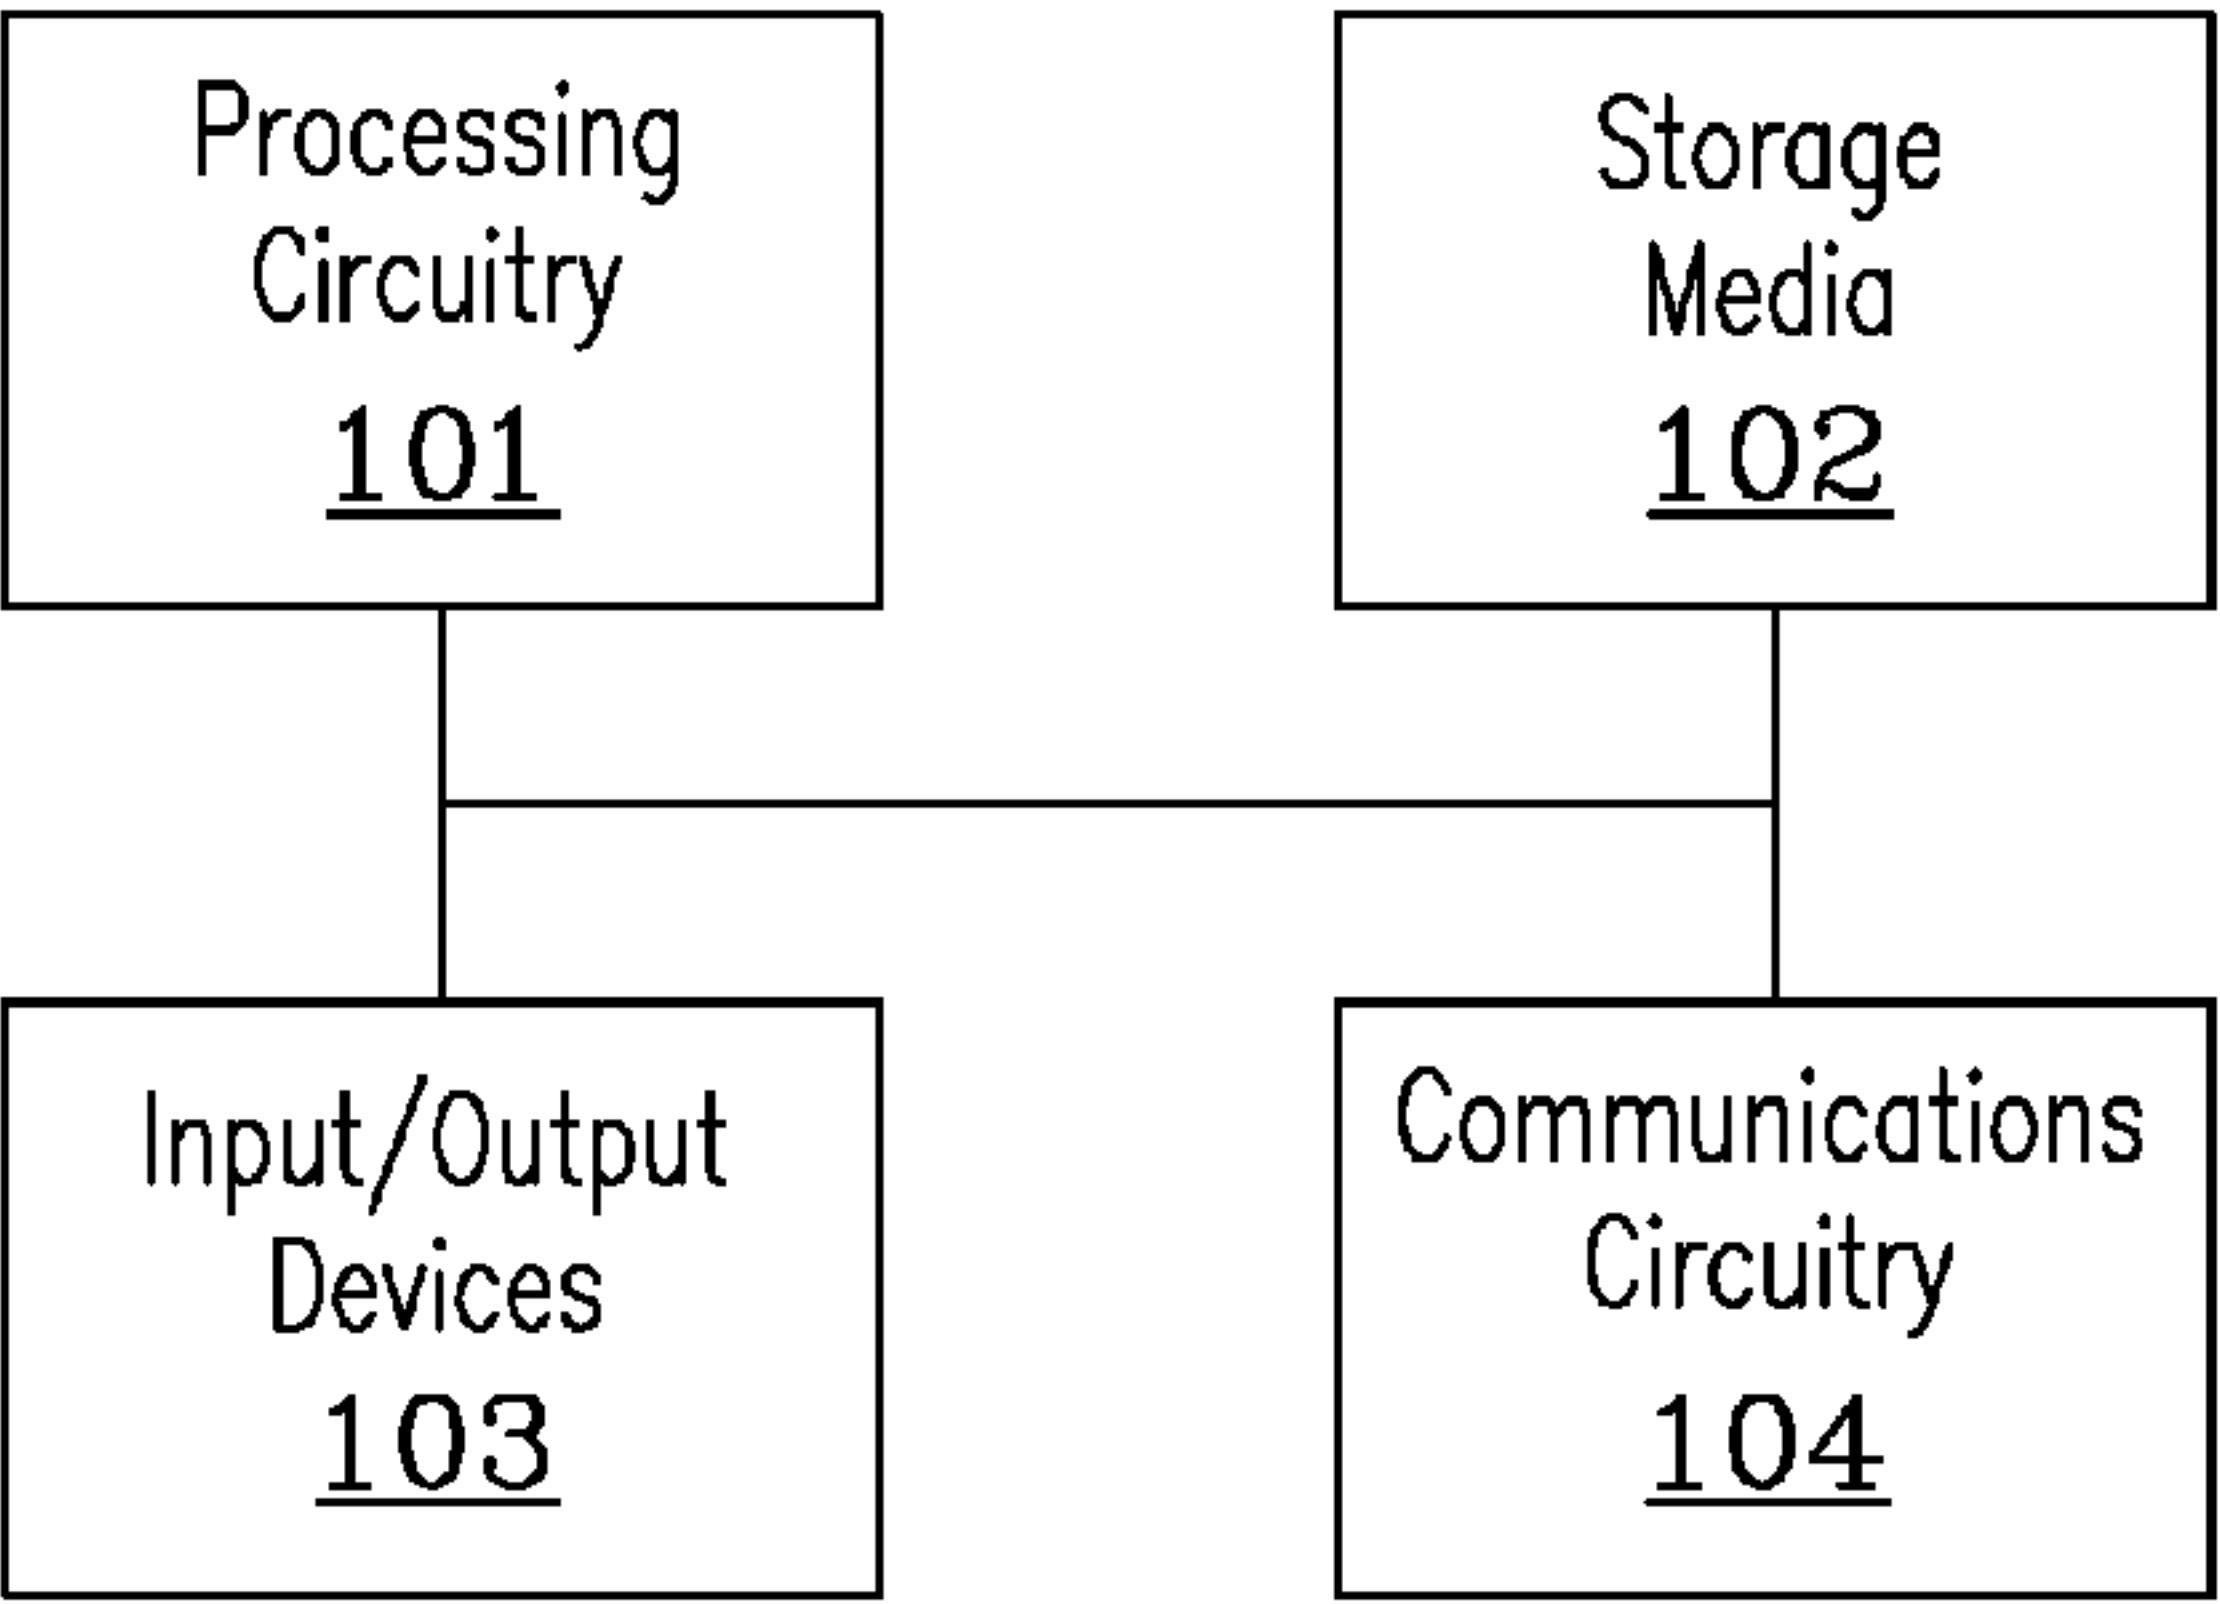 Processing
Circuitry
101
Storage
Media
102
Input/Output
Devices
103
Communications
Circuitry
104